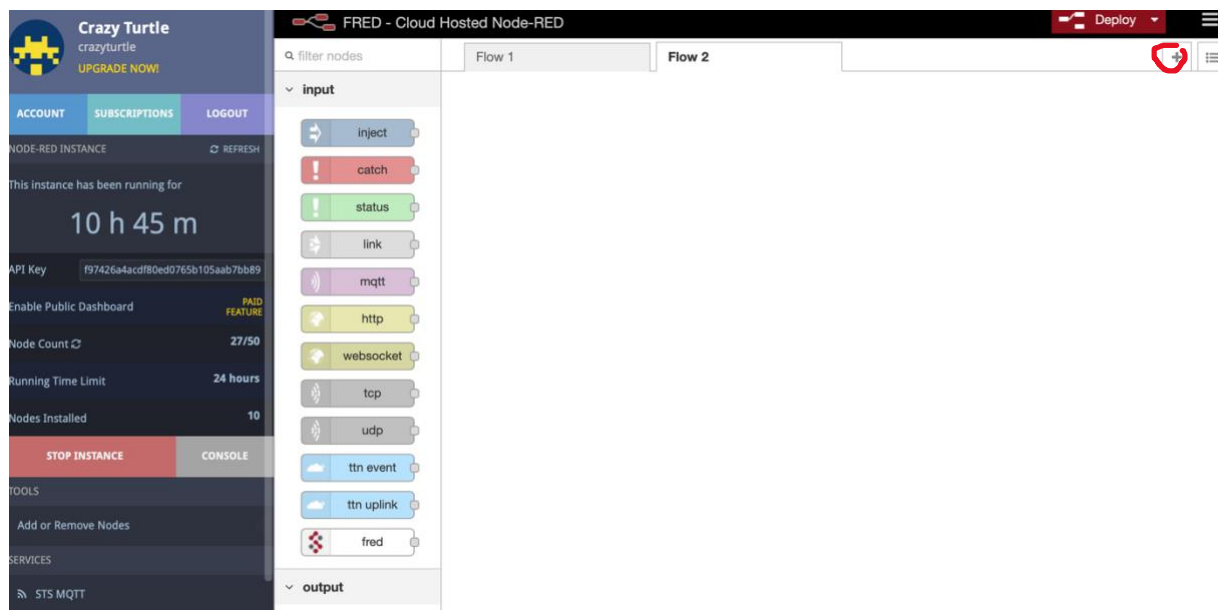 Crazy Turtle
crazyturtle
UPGRADE NOW!
ACCOUNT SUBSCRIPTIONS LOGOUT
NODE-RED INSTANCE REFRESH
This instance has been running for
10 h 45 m
API Key f97426a4acdf80ed0765b105aab7bb89
Enable Public Dashboard PAID FEATURE
Node Count 27/50
Running Time Limit 24 hours
Nodes Installed 10
STOP INSTANCE CONSOLE
TOOLS
Add or Remove Nodes
SERVICES
STS MQTT
FRED - Cloud Hosted Node-RED Deploy
filter nodes
Flow 1 Flow 2
input
inject
catch
status
link
mqtt
http
websocket
tcp
udp
ttn event
ttn uplink
fred
output